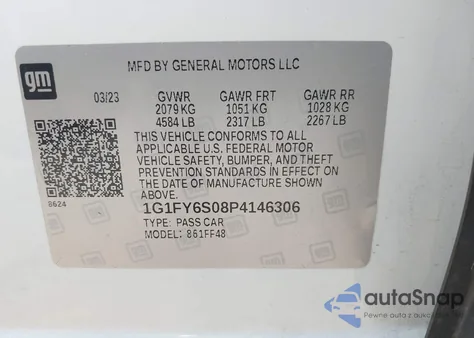 gm
MFD BY GENERAL MOTORS LLC
03/23 GVWR GAWR FRT GAWR RR
2079 KG 1051 KG 1028 KG
4584 LB 2317 LB 2267 LB
THIS VEHICLE CONFORMS TO ALL
APPLICABLE U.S. FEDERAL MOTOR
VEHICLE SAFETY, BUMPER, AND THEFT
PREVENTION STANDARDS IN EFFECT ON
THE DATE OF MANUFACTURE SHOWN
ABOVE.
8624
1G1FY6S08P4146306
TYPE: PASS CAR
MODEL: 861FF48
autoSnap
Pewne auta z aukcji